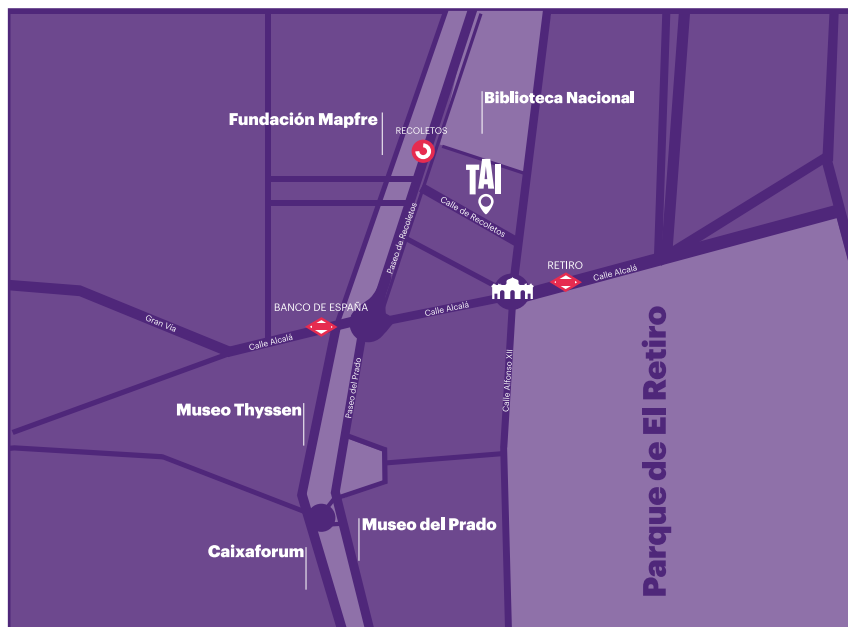 Biblioteca Nacional
Fundación Mapfre
RECOLETOS
TAI
Calle de Recoletos
Paseo de Recoletos
RETIRO
Calle Alcalá
BANCO DE ESPAÑA
Calle Alcalá
Gran Vía
Calle Alcalá
Paseo del Prado
Calle Alfonso XII
Museo Thyssen
Parque de El Retiro
Museo del Prado
Caixaforum